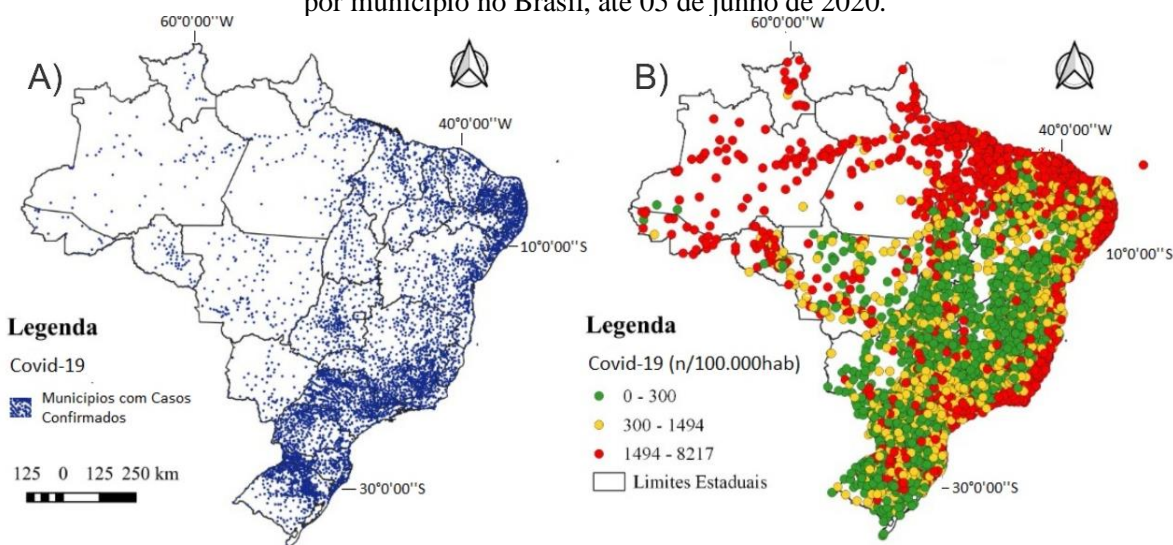 por município no Brasil, até 05 de junho de 2020.
60°0'00''W
A)
40°0'00''W
10°0'00''S
Legenda
Covid-19
Municipios com Casos
Confirmados
125 0 125 250 km
30°0'00''S
60°0'00''W
B)
40°0'00''W
10°0'00''S
Legenda
Covid-19 (n/100.000hab)
0 - 300
300 - 1494
1494 - 8217
Limites Estaduais
30°0'00''S